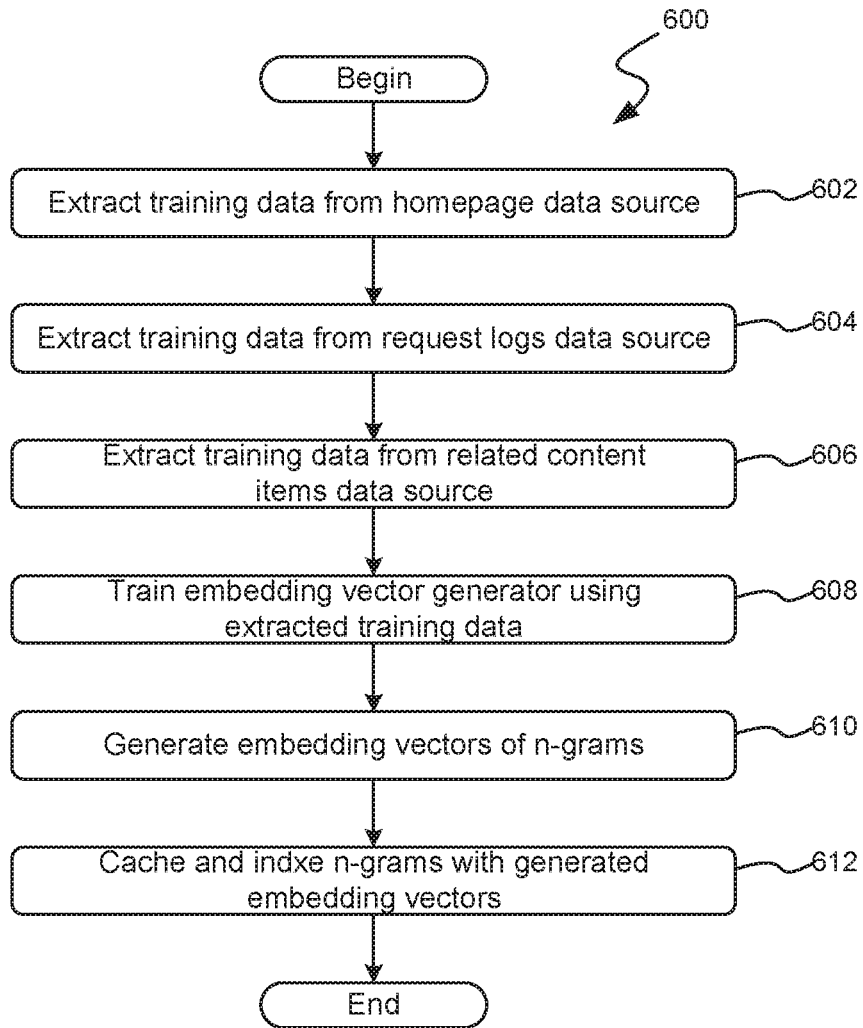 600
Begin
Extract training data from homepage data source
602
Extract training data from request logs data source
604
Extract training data from related content
items data source
606
Train embedding vector generator using
extracted training data
608
Generate embedding vectors of n-grams
610
Cache and indxe n-grams with generated
embedding vectors
612
End